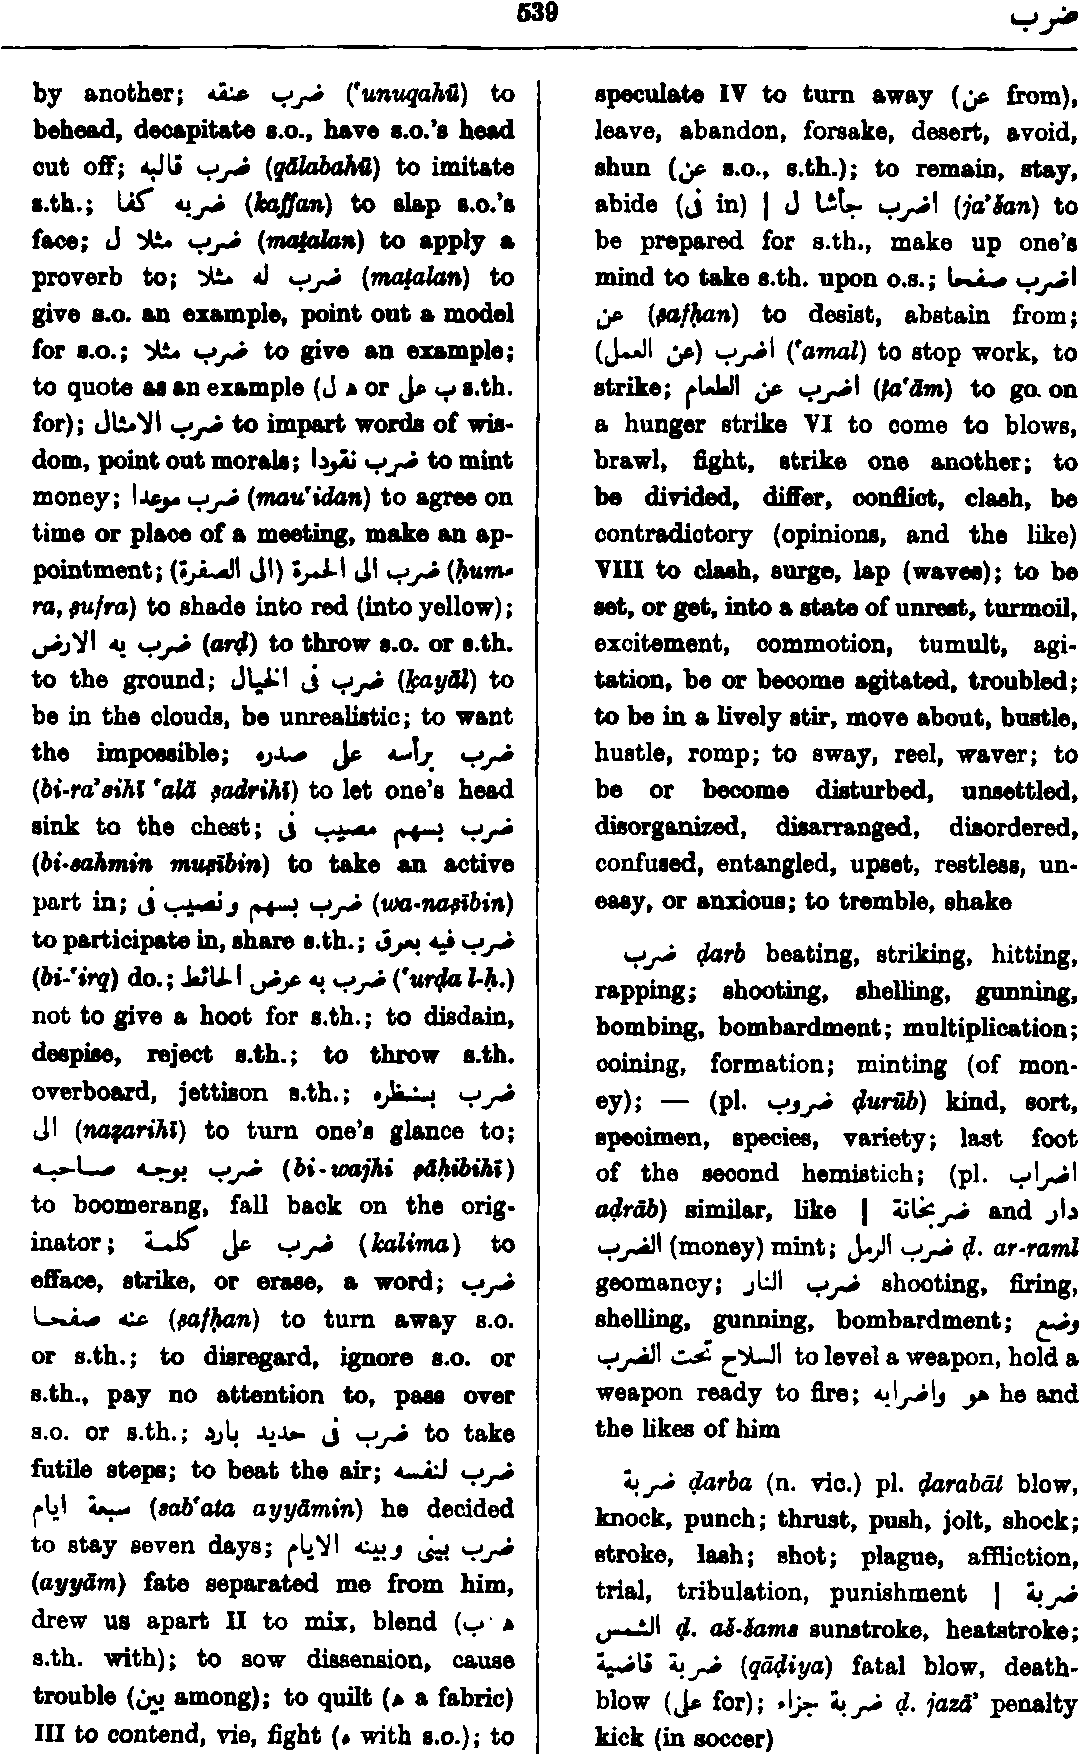 539
ضرب
by another; ضرب عنقه (ʿunuqahū) to
behead, decapitate s.o., have s.o.'s head
cut off; ضرب قالبه (qālabahū) to imitate
s.th.; ضربه كفا (kaffan) to slap s.o.'s
face; ضرب مثلا ل (maṯalan) to apply a
proverb to; ضرب له مثلا (maṯalan) to
give s.o. an example, point out a model
for s.o.; ضرب مثلا to give an example;
to quote as an example (ه ل or ب على s.th.
for); ضرب الامثال to impart words of wis-
dom, point out morals; ضرب نقودا to mint
money; ضرب موعدا (mauʿidan) to agree on
time or place of a meeting, make an ap-
pointment; ضرب الى الحمرة (الى الصفرة) (ḥum-
ra, ṣufra) to shade into red (into yellow);
ضرب به الارض (arḍ) to throw s.o. or s.th.
to the ground; ضرب فى الخيال (ḵayāl) to
be in the clouds, be unrealistic; to want
the impossible; ضرب برأسه على صدره
(bi-ra'sihī ʿalā ṣadrihī) to let one's head
sink to the chest; ضرب بسهم مصيب فى
(bi-sahmin muṣībin) to take an active
part in; ضرب بسهم ونصيب فى (wa-naṣībin)
to participate in, share s.th.; ضرب فيه بعرق
(bi-ʿirq) do.; ضرب به عرض الحائط (ʿurḍa l-ḥ.)
not to give a hoot for s.th.; to disdain,
despise, reject s.th.; to throw s.th.
overboard, jettison s.th.; ضرب بنظره
الى (naẓarihī) to turn one's glance to;
ضرب بوجه صاحبه (bi-wajhi ṣāḥibihī)
to boomerang, fall back on the orig-
inator; ضرب على كلمة (kalima) to
efface, strike, or erase, a word; ضرب
عنه صفحا (ṣafḥan) to turn away s.o.
or s.th.; to disregard, ignore s.o. or
s.th., pay no attention to, pass over
s.o. or s.th.; ضرب فى حديد بارد to take
futile steps; to beat the air; ضرب لنفسه
سبعة ايام (sabʿata ayyāmin) he decided
to stay seven days; ضرب بينى وبينه الايام
(ayyām) fate separated me from him,
drew us apart II to mix, blend (ه ب
s.th. with); to sow dissension, cause
trouble (بين among); to quilt (ه a fabric)
III to contend, vie, fight (ه with s.o.); to
speculate IV to turn away (عن from),
leave, abandon, forsake, desert, avoid,
shun (عن s.o., s.th.); to remain, stay,
abide (فى in) | اضرب جأشا ل (ja'šan) to
be prepared for s.th., make up one's
mind to take s.th. upon o.s.; اضرب صفحا
عن (ṣafḥan) to desist, abstain from;
اضرب (عن العمل) (ʿamal) to stop work, to
strike; اضرب عن الطعام (ṭaʿām) to go on
a hunger strike VI to come to blows,
brawl, fight, strike one another; to
be divided, differ, conflict, clash, be
contradictory (opinions, and the like)
VIII to clash, surge, lap (waves); to be
set, or get, into a state of unrest, turmoil,
excitement, commotion, tumult, agi-
tation, be or become agitated, troubled;
to be in a lively stir, move about, bustle,
hustle, romp; to sway, reel, waver; to
be or become disturbed, unsettled,
disorganized, disarranged, disordered,
confused, entangled, upset, restless, un-
easy, or anxious; to tremble, shake
ضرب ḍarb beating, striking, hitting,
rapping; shooting, shelling, gunning,
bombing, bombardment; multiplication;
coining, formation; minting (of mon-
ey); — (pl. ضروب ḍurūb) kind, sort,
specimen, species, variety; last foot
of the second hemistich; (pl. اضراب
aḍrāb) similar, like | ضربخانة and دار
الضرب (money) mint; ضرب الرمل ḍ. ar-raml
geomancy; ضرب النار shooting, firing,
shelling, gunning, bombardment; وضع
السلاح تحت الضرب to level a weapon, hold a
weapon ready to fire; هو واضرابه he and
the likes of him
ضربة ḍarba (n. vic.) pl. ḍarabāt blow,
knock, punch; thrust, push, jolt, shock;
stroke, lash; shot; plague, affliction,
trial, tribulation, punishment | ضربة
الشمس ḍ. aš-šams sunstroke, heatstroke;
ضربة قاضية (qāḍiya) fatal blow, death-
blow (على for); ضربة جزاء ḍ. jazā' penalty
kick (in soccer)